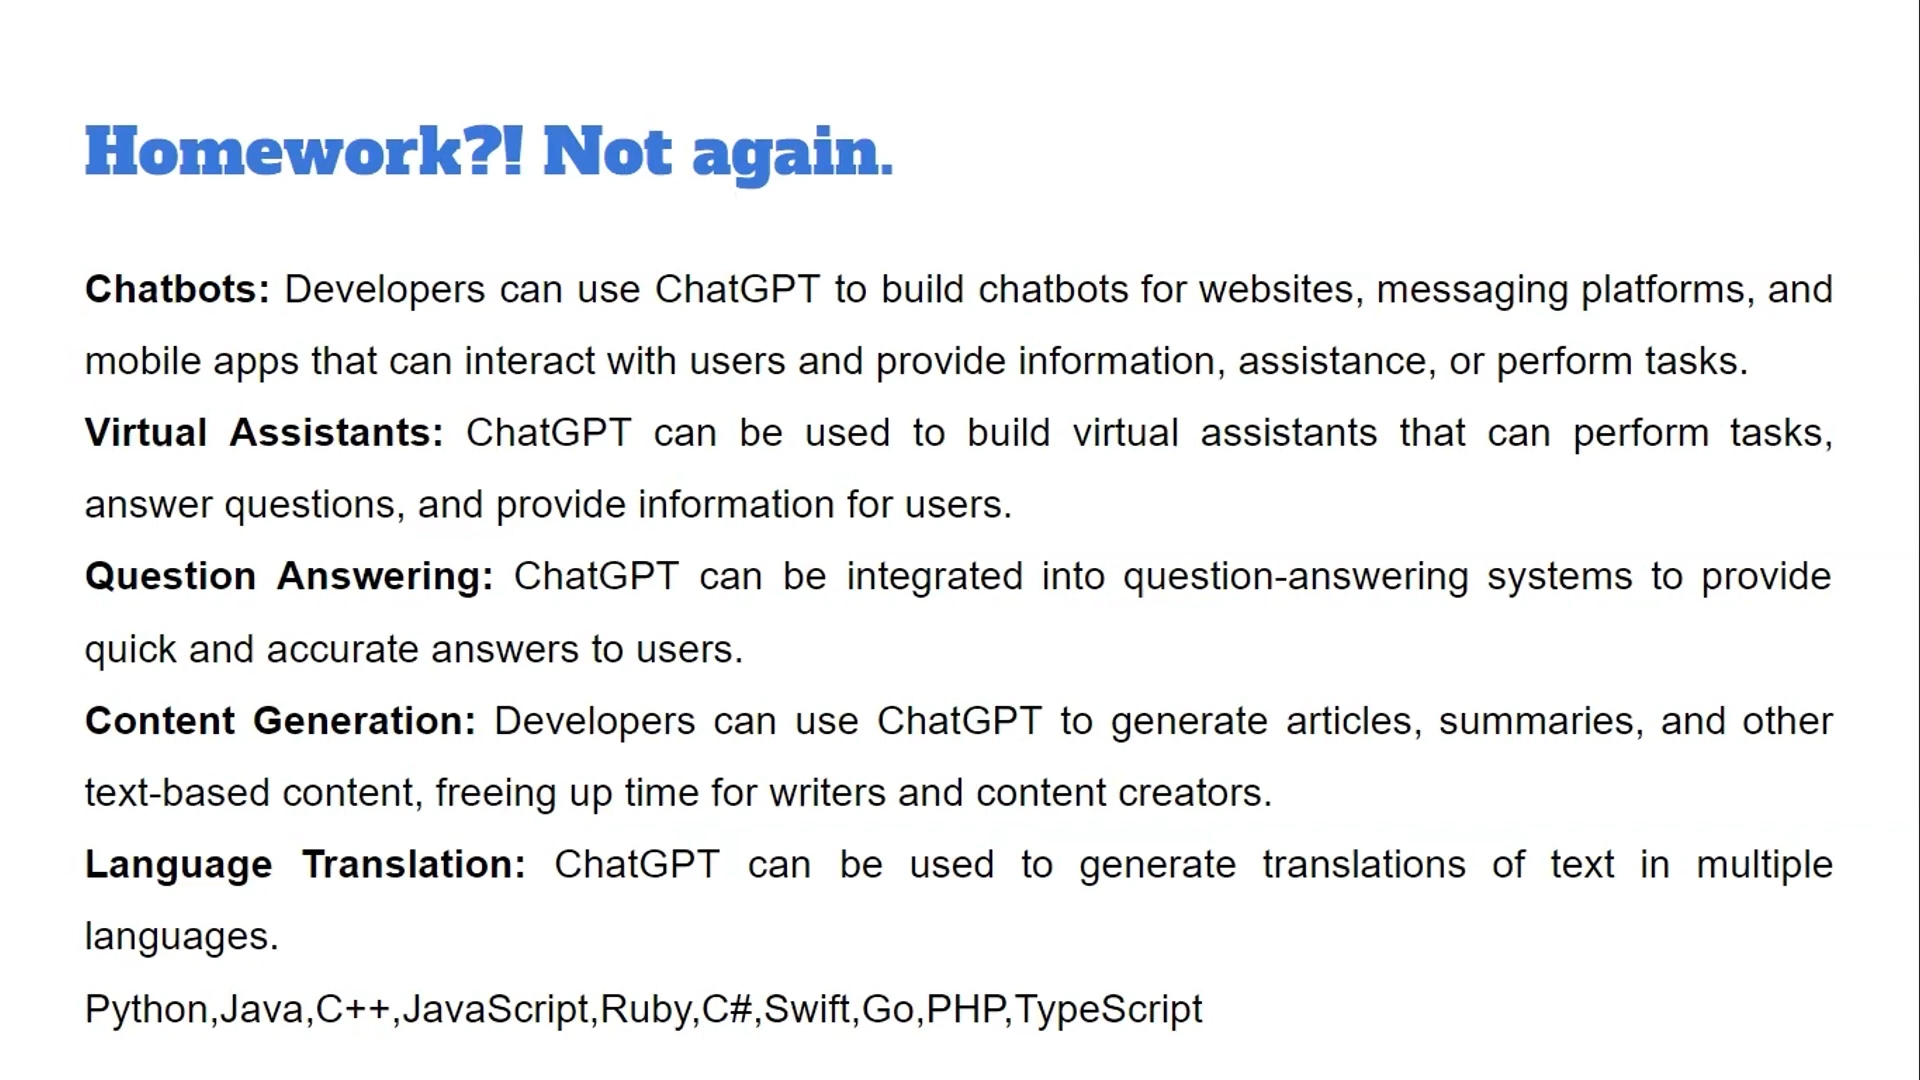 Homework?! Not again.
Chatbots: Developers can use ChatGPT to build chatbots for websites, messaging platforms, and
mobile apps that can interact with users and provide information, assistance, or perform tasks.
Virtual Assistants: ChatGPT can be used to build virtual assistants that can perform tasks,
answer questions, and provide information for users.
Question Answering: ChatGPT can be integrated into question-answering systems to provide
quick and accurate answers to users.
Content Generation: Developers can use ChatGPT to generate articles, summaries, and other
text-based content, freeing up time for writers and content creators.
Language Translation: ChatGPT can be used to generate translations of text in multiple
languages.
Python,Java,C++,JavaScript,Ruby,C#,Swift,Go,PHP,TypeScript